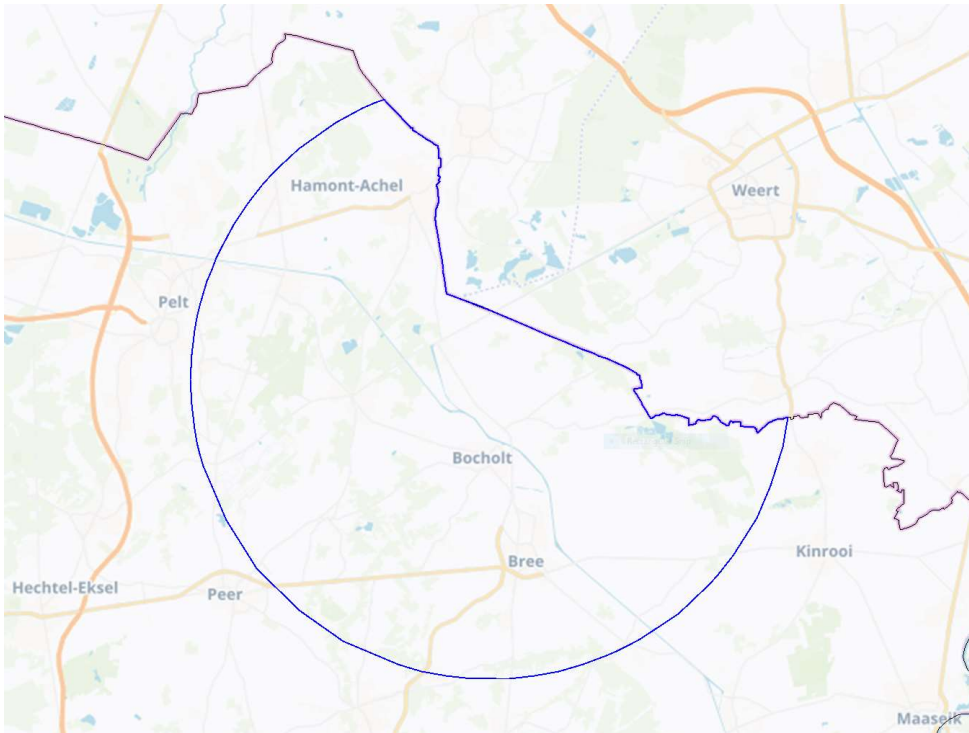 Hamont-Achel
Weert
Pelt
Bocholt
Bree
Kinrooi
Hechtel-Eksel
Peer
Maaseik